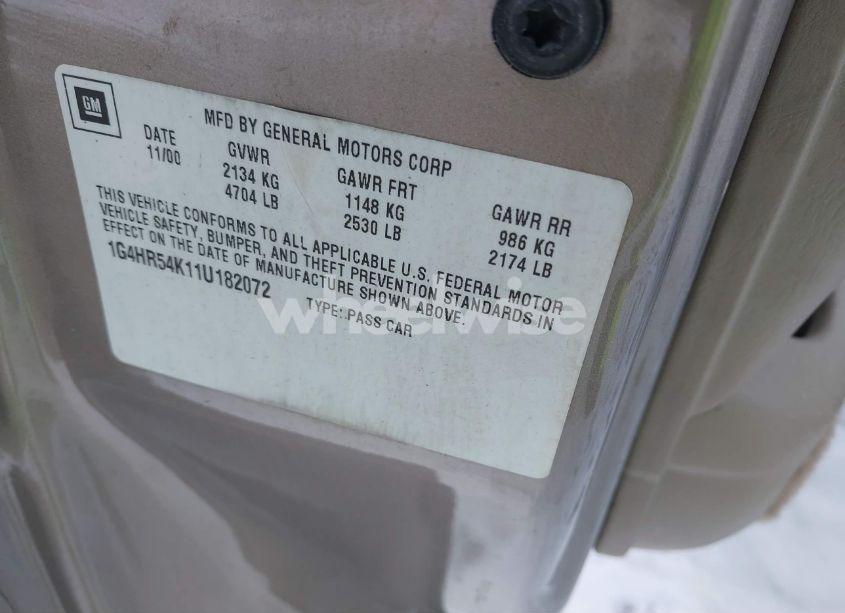 GM
MFD BY GENERAL MOTORS CORP
DATE GVWR GAWR FRT GAWR RR
11/00 2134 KG 1148 KG 986 KG
4704 LB 2530 LB 2174 LB
THIS VEHICLE CONFORMS TO ALL APPLICABLE U.S. FEDERAL MOTOR
VEHICLE SAFETY, BUMPER, AND THEFT PREVENTION STANDARDS IN
EFFECT ON THE DATE OF MANUFACTURE SHOWN ABOVE.
1G4HR54K11U182072 TYPE: PASS CAR
wheelwise